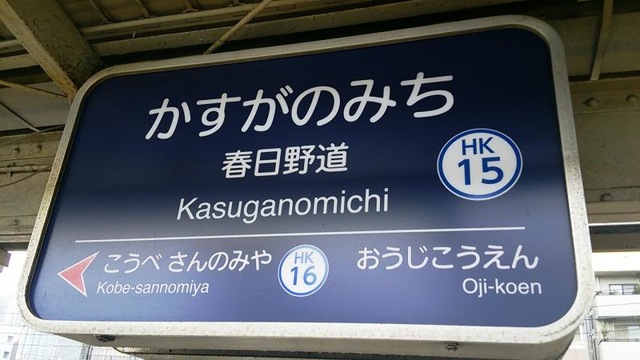 かすがのみち
春日野道
Kasuganomichi
HK
15
こうべ さんのみや
Kobe-sannomiya
HK
16
おうじこうえん
Oji-koen